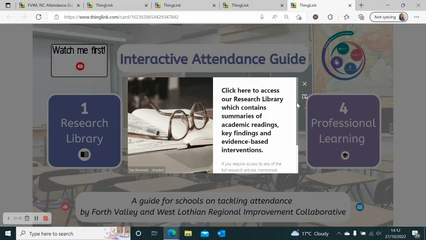 FVWL RIC Attendance Gu
ThingLink
ThingLink
ThingLink
ThingLink
https://www.thinglink.com/card/1623638654429347842
Not syncing
Watch me first!
Interactive Attendance Guide
1
Research
Library
Click here to access
our Research Library
which contains
summaries of
academic readings,
key findings and
evidence-based
interventions.
If you require access to any of the
full research articles mentioned,
4
Professional
Learning
A guide for schools on tackling attendance
by Forth Valley and West Lothian Regional Improvement Collaborative
Type here to search
17°C Cloudy
14:12
27/10/2022